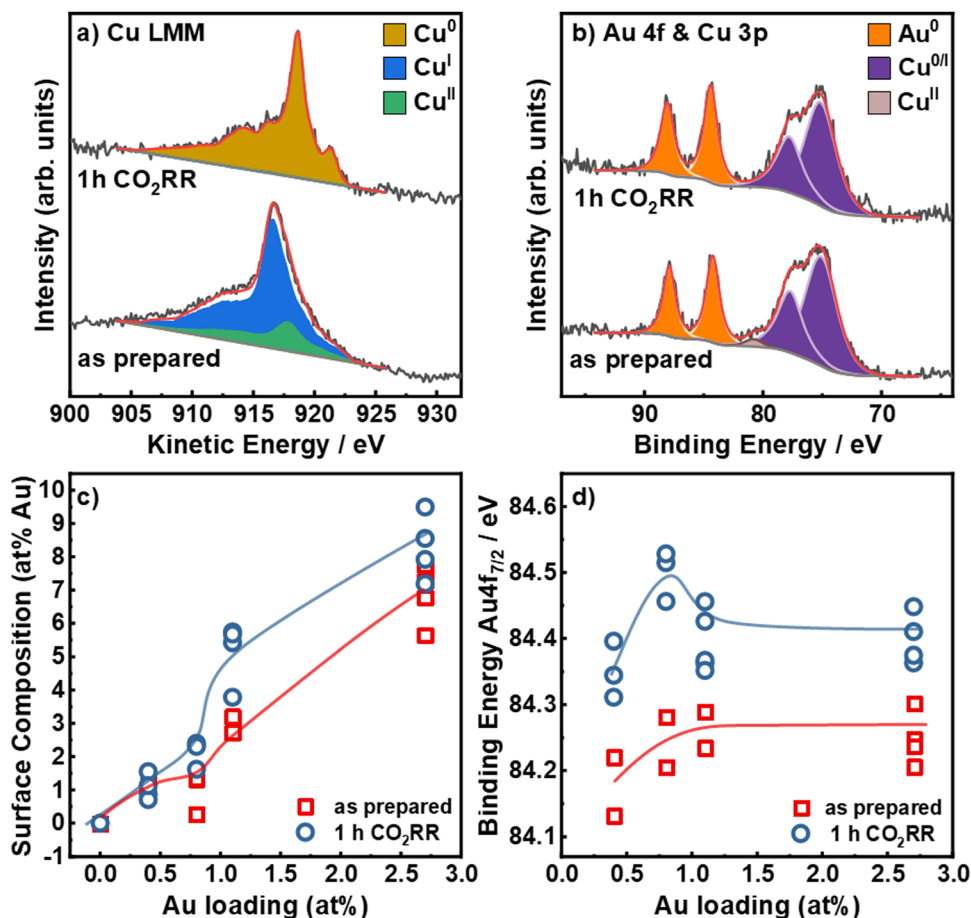 a) Cu LMM
Cu⁰
Cuᴵ
Cuᴵᴵ
1h CO₂RR
as prepared
Intensity (arb. units)
900 905 910 915 920 925 930
Kinetic Energy / eV
b) Au 4f & Cu 3p
Au⁰
Cu⁰ᐟᴵ
Cuᴵᴵ
1h CO₂RR
as prepared
Intensity (arb. units)
90 80 70
Binding Energy / eV
c)
Surface Composition (at% Au)
10
9
8
7
6
5
4
3
2
1
0
-1
as prepared
1 h CO₂RR
0.0 0.5 1.0 1.5 2.0 2.5 3.0
Au loading (at%)
d)
Binding Energy Au4f₇/₂ / eV
84.6
84.5
84.4
84.3
84.2
84.1
as prepared
1 h CO₂RR
0.0 0.5 1.0 1.5 2.0 2.5 3.0
Au loading (at%)